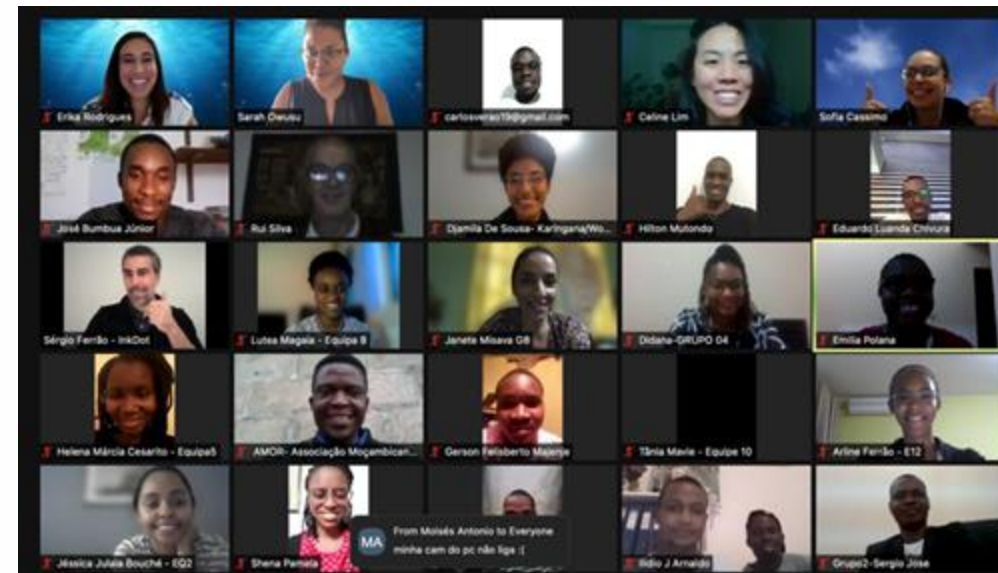 Erika Rodrigues
Sarah Owusu
carlosverao19@gmail.com
Celine Lim
Sofia Cassimo
José Bumbua Júnior
Rui Silva
Djamila De Sousa- Karingana/Wo...
Hilton Mutondo
Eduardo Luanda Chivura
Sérgio Ferrão - InkDot
Lutea Magaia - Equipa 8
Janete Misava G8
Didana-GRUPO 04
Emilia Polana
Helena Márcia Cesarito - Equipa5
AMOR- Associação Moçambican...
Gerson Felisberto Majenje
Tânia Mavie - Equipe 10
Arline Ferrão - E12
Jéssica Julaia Bouché - EQ2
Shena Pamela
MA
From Moisés Antonio to Everyone
minha cam do pc não liga :(
Ilidio J Arnaldo
Grupo2-Sergio Jose